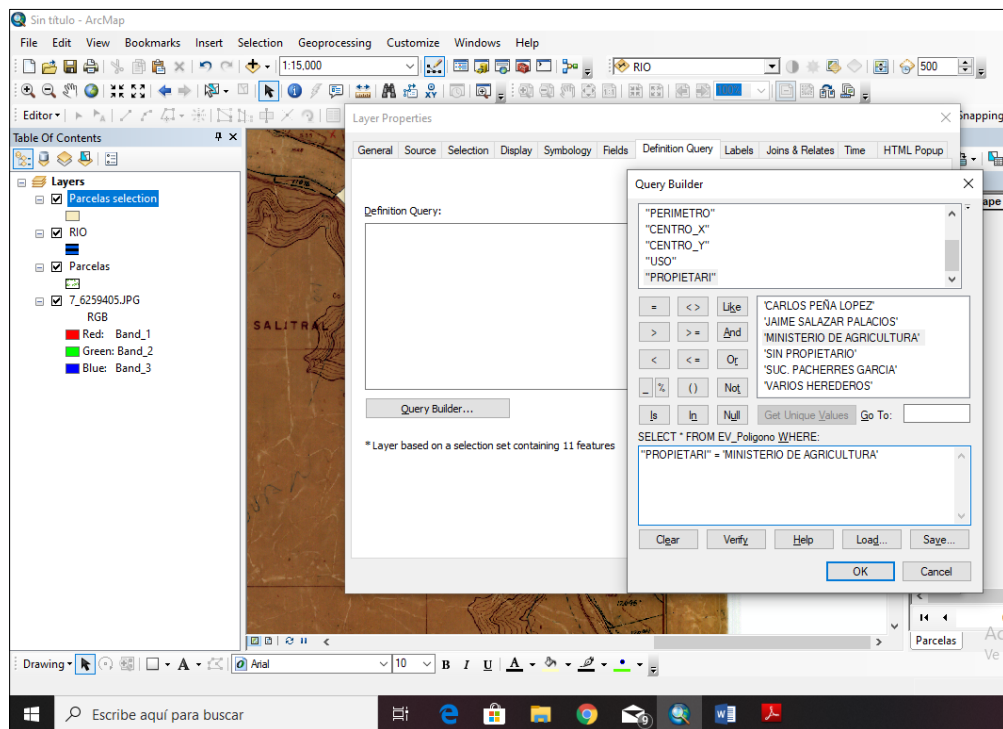 Sin título - ArcMap
File Edit View Bookmarks Insert Selection Geoprocessing Customize Windows Help
1:15,000 RIO 500
Editor Snapping
Table Of Contents
Layers
Parcelas selection
RIO
Parcelas
7_6259405.JPG
RGB
Red: Band_1
Green: Band_2
Blue: Band_3
SALITRAL
Layer Properties
General Source Selection Display Symbology Fields Definition Query Labels Joins & Relates Time HTML Popup
Definition Query:
Query Builder...
* Layer based on a selection set containing 11 features
Query Builder
"PERIMETRO"
"CENTRO_X"
"CENTRO_Y"
"USO"
"PROPIETARI"
= < > Like
> > = And
< < = Or
_ % ( ) Not
Is In Null
'CARLOS PEÑA LOPEZ'
'JAIME SALAZAR PALACIOS'
'MINISTERIO DE AGRICULTURA'
'SIN PROPIETARIO'
'SUC. PACHERRES GARCIA'
'VARIOS HEREDEROS'
Get Unique Values Go To:
SELECT * FROM EV_Poligono WHERE:
"PROPIETARI" = 'MINISTERIO DE AGRICULTURA'
Clear Verify Help Load... Save...
OK Cancel
ape
Parcelas
Ac
Ve
Drawing A Arial 10 B I U A
Escribe aquí para buscar
9